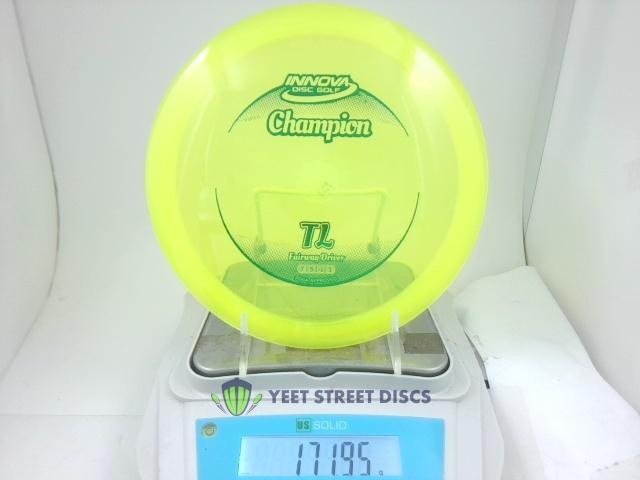 INNOVA
DISC GOLF
Champion
TL
Fairway Driver
YEET STREET DISCS
US SOLID
171.95 g